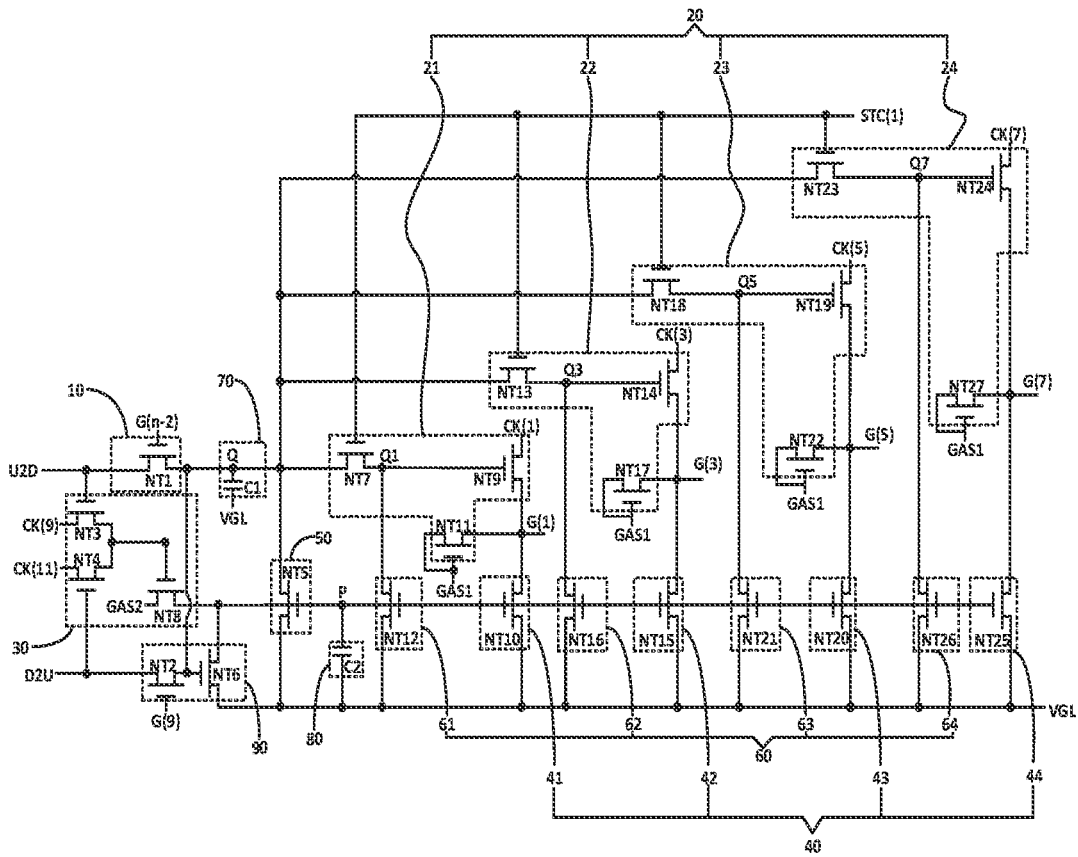 20
21 22 23 24
STC(1)
CK(7)
Q7
NT23 NT24
CK(5)
Q5
NT18 NT19
CK(3)
NT27 G(7)
GAS1
Q3
NT13 NT14
10 70
G(n-2)
CK(1)
NT22 G(5)
GAS1
U2D
NT1 Q
C1
VGL
NT7 Q1 NT9
NT17 G(3)
GAS1
CK(9) NT3
NT4
CK(11)
50
NT11 G(1)
GAS1
NT5 P
GAS2 NT8
NT12 NT10 NT16 NT15 NT21 NT20 NT26 NT25
30
C2
D2U NT2 NT6
G(9)
VGL
90 80 61 62 63 64
60
41 42 43 44
40